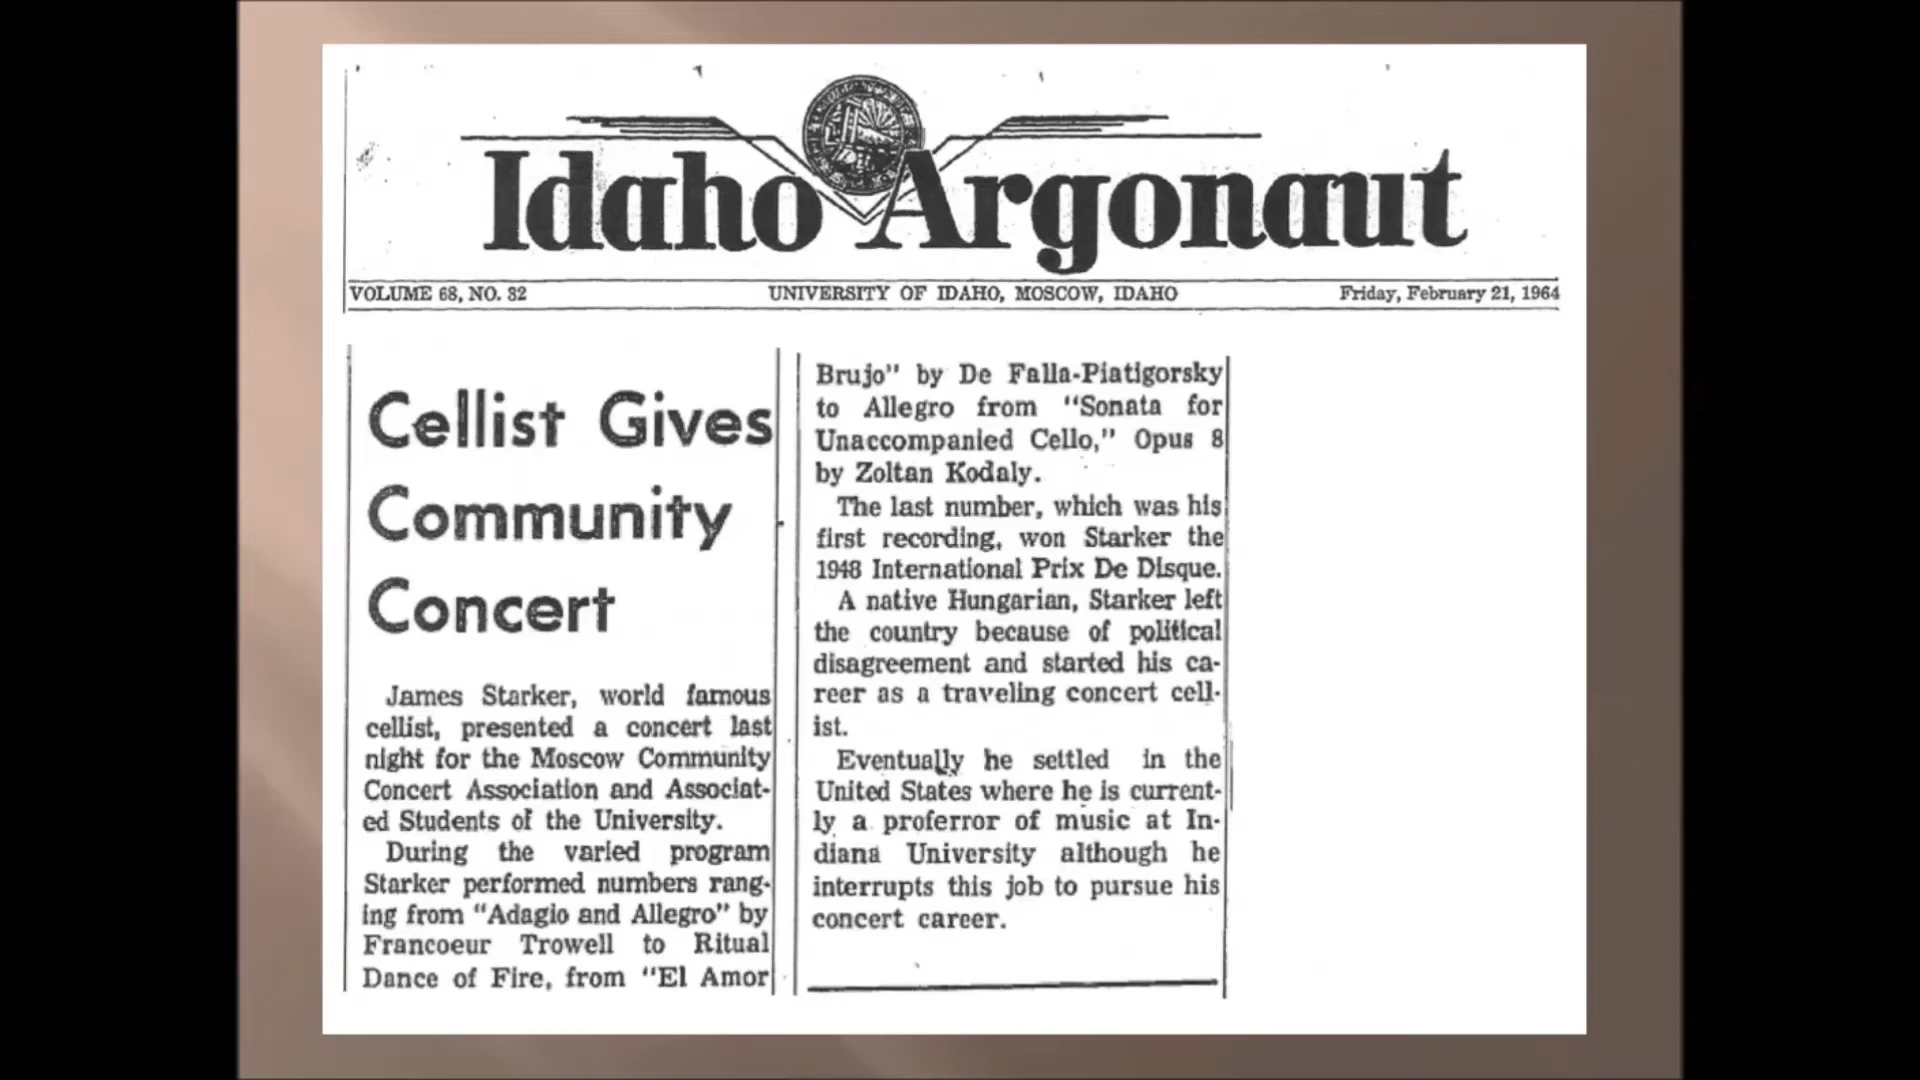 Idaho Argonaut
VOLUME 68, NO. 32
UNIVERSITY OF IDAHO, MOSCOW, IDAHO
Friday, February 21, 1964
Cellist Gives
Community
Concert
James Starker, world famous
cellist, presented a concert last
night for the Moscow Community
Concert Association and Associat-
ed Students of the University.
During the varied program
Starker performed numbers rang-
ing from "Adagio and Allegro" by
Francoeur Trowell to Ritual
Dance of Fire, from "El Amor
Brujo" by De Falla-Piatigorsky
to Allegro from "Sonata for
Unaccompanied Cello," Opus 8
by Zoltan Kodaly.
The last number, which was his
first recording, won Starker the
1948 International Prix De Disque.
A native Hungarian, Starker left
the country because of political
disagreement and started his ca-
reer as a traveling concert cell-
ist.
Eventually he settled in the
United States where he is current-
ly a proferror of music at In-
diana University although he
interrupts this job to pursue his
concert career.